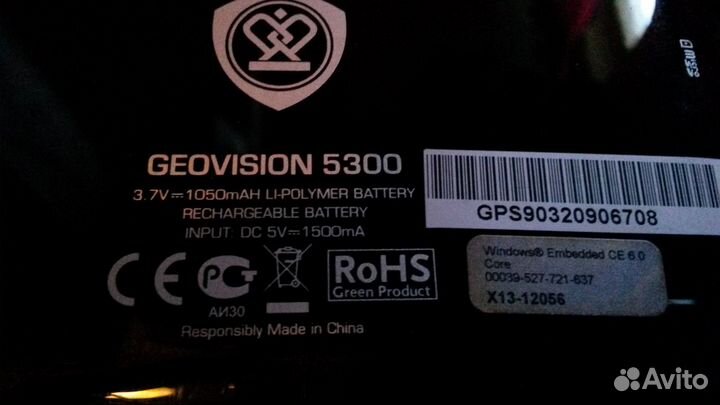 GEOVISION 5300
3.7V⎓1050mAH LI-POLYMER BATTERY
RECHARGEABLE BATTERY
INPUT: DC 5V⎓1500mA
GPS90320906708
Windows® Embedded CE 6.0
Core
00039-527-721-637
X13-12056
CE PCT
АИ30
RoHS
Green Product
Responsibly Made in China
Avito